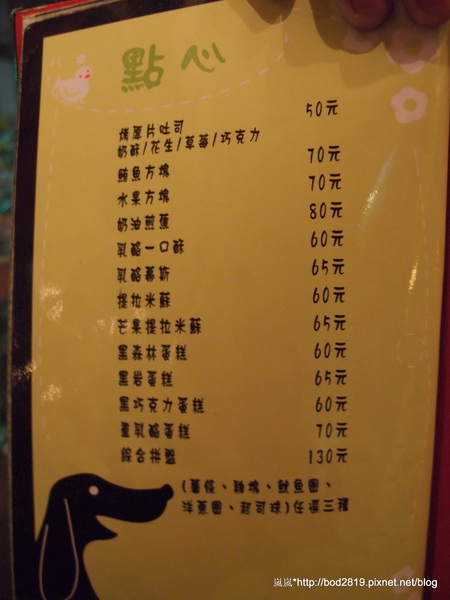 點心
烤厚片吐司 50元
奶酥/花生/草莓/巧克力
鮪魚方塊 70元
水果方塊 70元
奶油煎蕉 80元
乳酪一口酥 60元
乳酪慕斯 65元
提拉米蘇 60元
芒果提拉米蘇 65元
黑森林蛋糕 60元
黑岩蛋糕 65元
黑巧克力蛋糕 60元
重乳酪蛋糕 70元
綜合拼盤 130元
(薯條、雞塊、魷魚圈、
洋蔥圈、起司球)任選三種
嵐嵐*http://bod2819.pixnet.net/blog